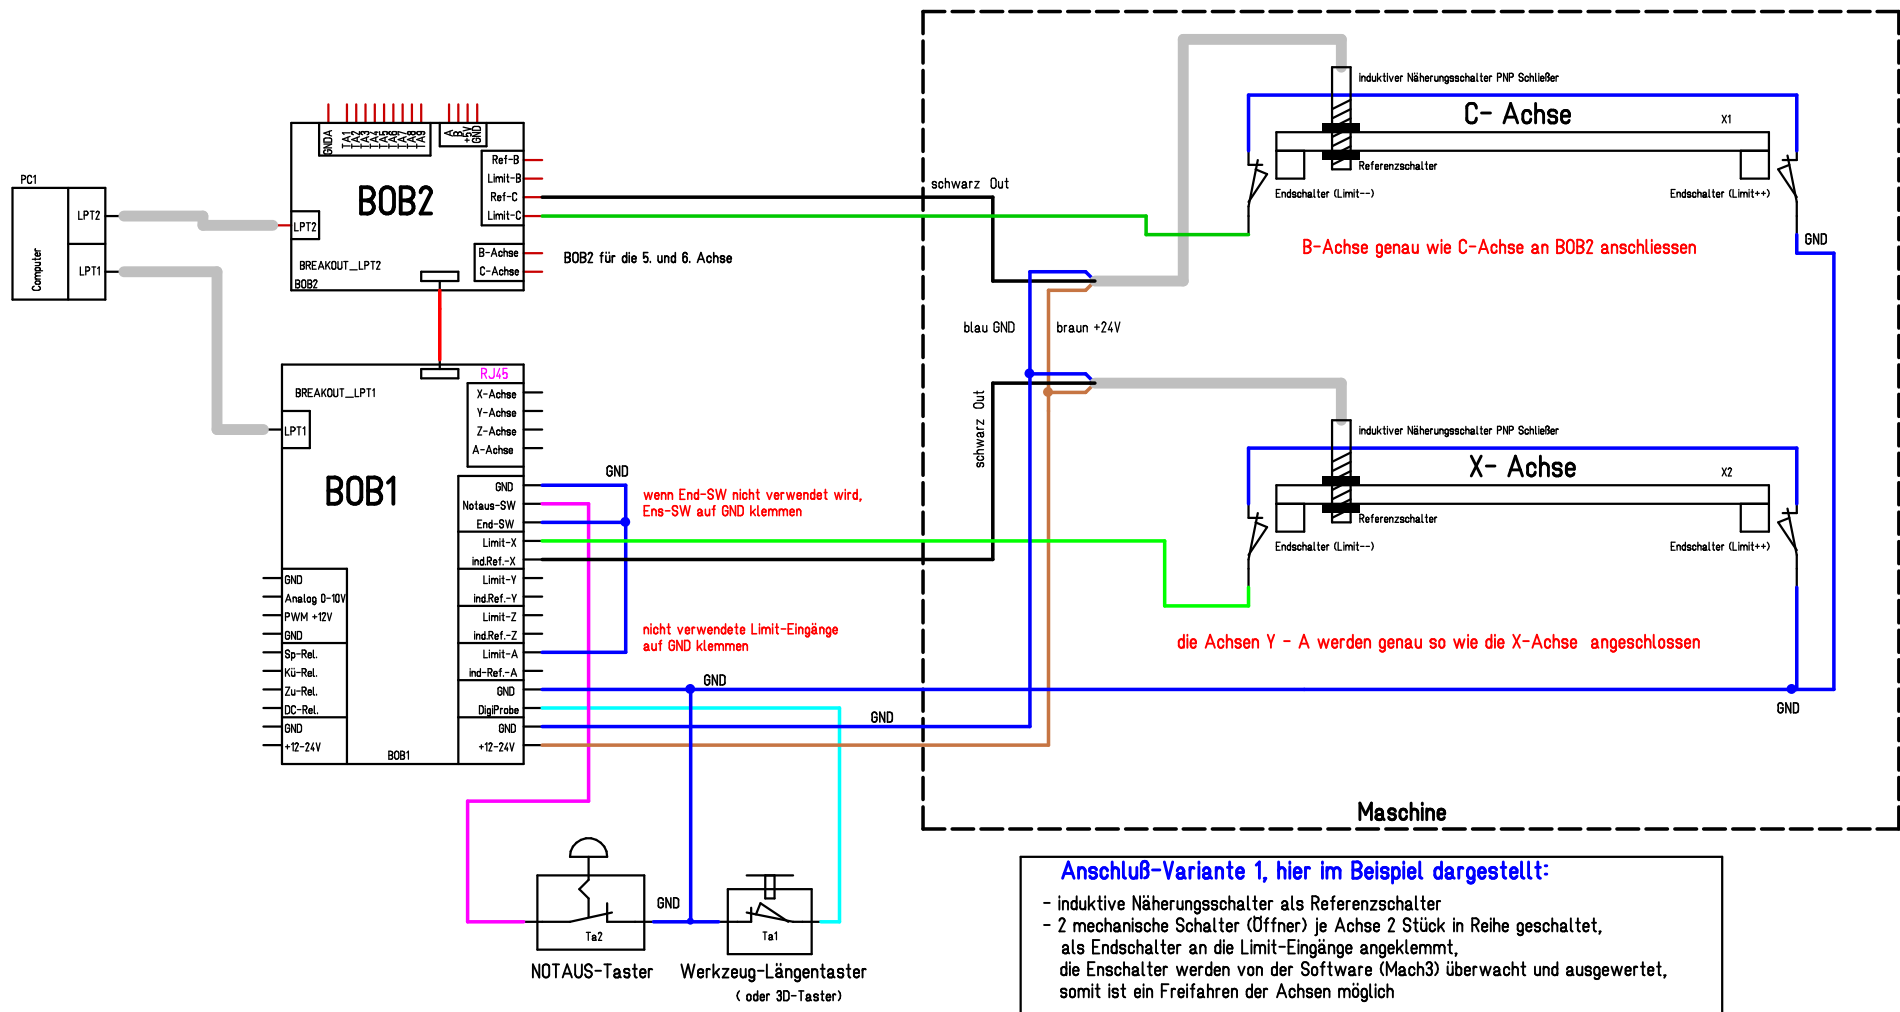 PC1
Computer
LPT2
LPT1
GNDA
TA1
TA2
TA3
TA4
TA5
TA6
TA7
TA8
TA9
A
B
+5V
GND
BOB2
LPT2
BREAKOUT_LPT2
BOB2
Ref-B
Limit-B
Ref-C
Limit-C
B-Achse
C-Achse
BOB2 für die 5. und 6. Achse
RJ45
BREAKOUT_LPT1
LPT1
BOB1
X-Achse
Y-Achse
Z-Achse
A-Achse
GND
Notaus-SW
End-SW
Limit-X
ind.Ref.-X
Limit-Y
ind.Ref.-Y
Limit-Z
ind.Ref.-Z
Limit-A
ind-Ref.-A
GND
DigiProbe
GND
+12-24V
GND
Analog 0-10V
PWM +12V
GND
Sp-Rel.
Kü-Rel.
Zu-Rel.
DC-Rel.
GND
+12-24V
BOB1
GND
wenn End-SW nicht verwendet wird,
Ens-SW auf GND klemmen
nicht verwendete Limit-Eingänge
auf GND klemmen
GND
GND
schwarz Out
blau GND
braun +24V
schwarz Out
induktiver Näherungsschalter PNP Schließer
C- Achse
X1
Referenzschalter
Endschalter (Limit--)
Endschalter (Limit++)
GND
B-Achse genau wie C-Achse an BOB2 anschliessen
induktiver Näherungsschalter PNP Schließer
X- Achse
X2
Referenzschalter
Endschalter (Limit--)
Endschalter (Limit++)
die Achsen Y - A werden genau so wie die X-Achse angeschlossen
GND
Maschine
GND
Ta2
Ta1
NOTAUS-Taster
Werkzeug-Längentaster
( oder 3D-Taster)
Anschluß-Variante 1, hier im Beispiel dargestellt:
- induktive Näherungsschalter als Referenzschalter
- 2 mechanische Schalter (Öffner) je Achse 2 Stück in Reihe geschaltet,
als Endschalter an die Limit-Eingänge angeklemmt,
die Enschalter werden von der Software (Mach3) überwacht und ausgewertet,
somit ist ein Freifahren der Achsen möglich